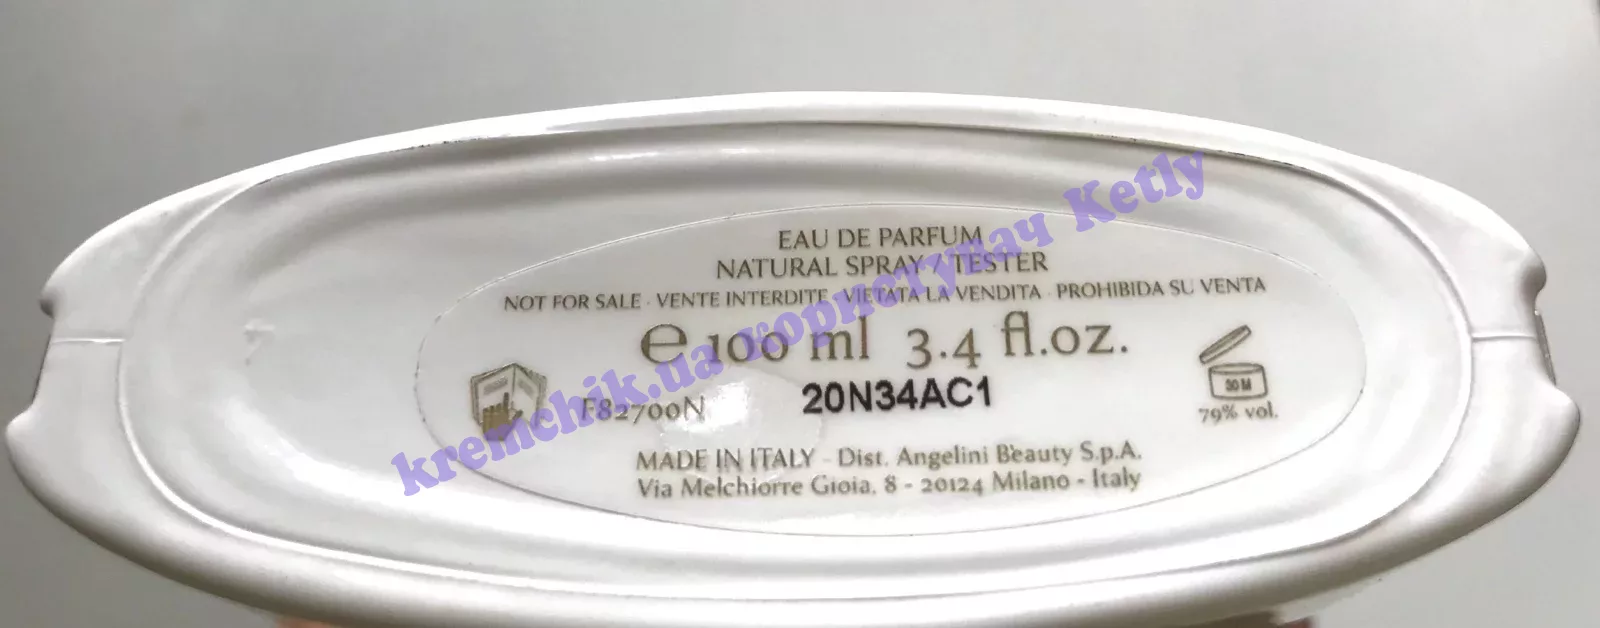 EAU DE PARFUM
NATURAL SPRAY / TESTER
NOT FOR SALE · VENTE INTERDITE · VIETATA LA VENDITA · PROHIBIDA SU VENTA
e 100 ml 3.4 fl.oz.
F82700N
20N34AC1
30 M
79% vol.
MADE IN ITALY - Dist. Angelini Beauty S.p.A.
Via Melchiorre Gioia, 8 - 20124 Milano - Italy
kremchik.ua користувач Ketly